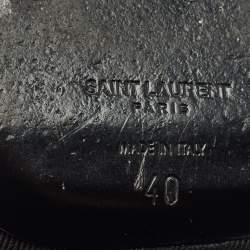 SAINT LAURENT
PARIS
MADE IN ITALY
40